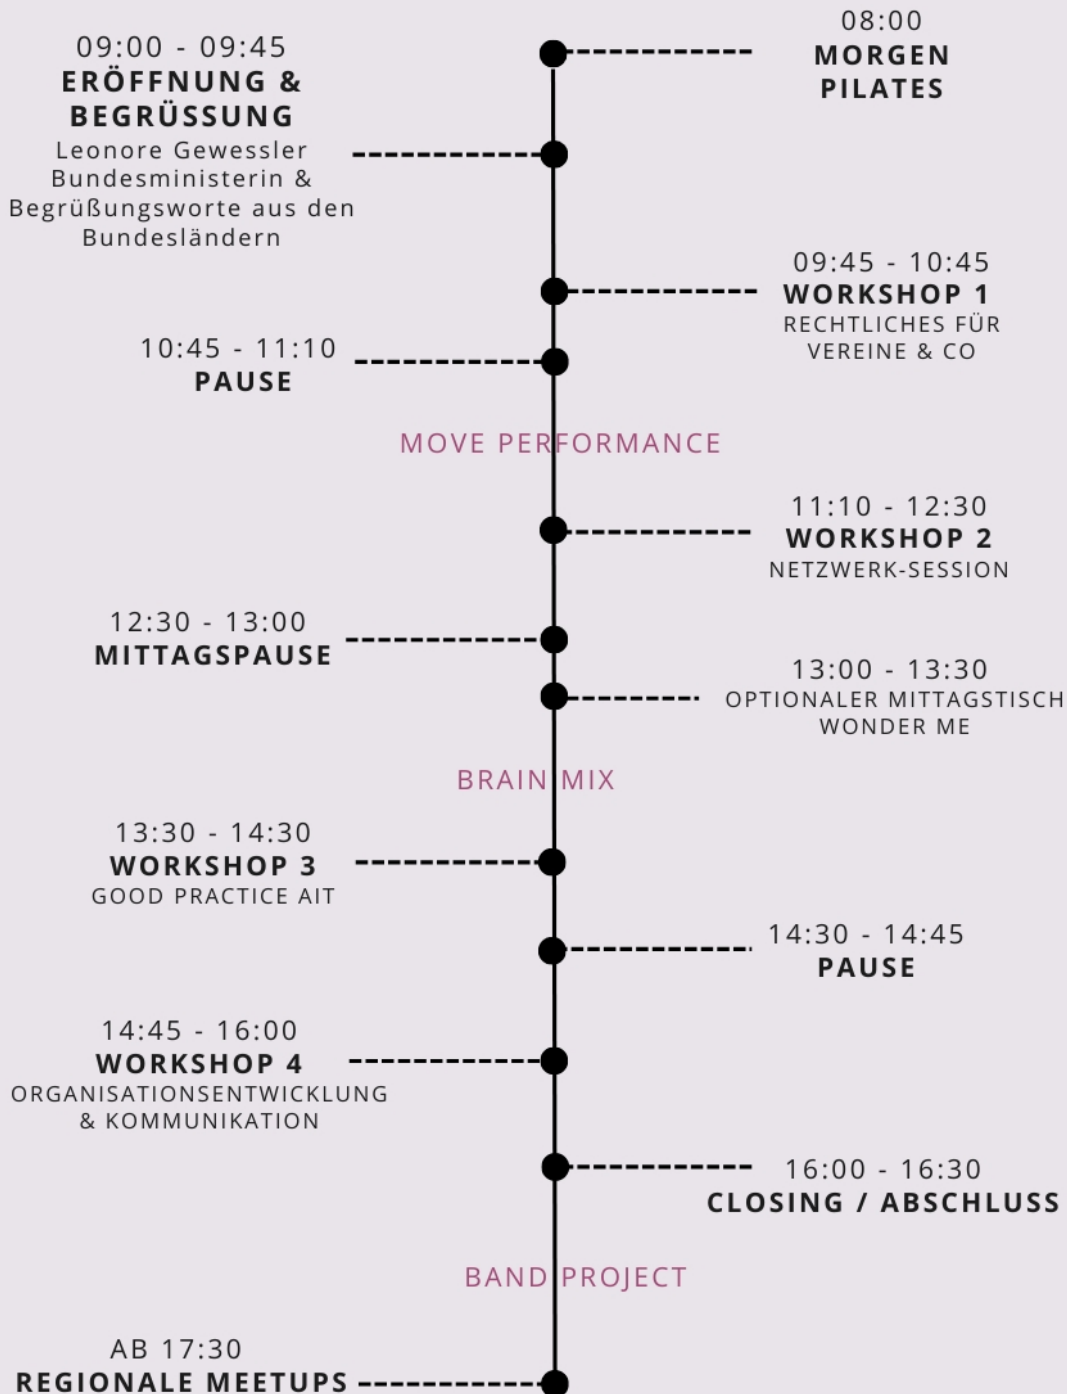 08:00
MORGEN
PILATES
09:00 - 09:45
ERÖFFNUNG &
BEGRÜSSUNG
Leonore Gewessler
Bundesministerin &
Begrüßungsworte aus den
Bundesländern
09:45 - 10:45
WORKSHOP 1
RECHTLICHES FÜR
VEREINE & CO
10:45 - 11:10
PAUSE
MOVE PERFORMANCE
11:10 - 12:30
WORKSHOP 2
NETZWERK-SESSION
12:30 - 13:00
MITTAGSPAUSE
13:00 - 13:30
OPTIONALER MITTAGSTISCH
WONDER ME
BRAIN MIX
13:30 - 14:30
WORKSHOP 3
GOOD PRACTICE AIT
14:30 - 14:45
PAUSE
14:45 - 16:00
WORKSHOP 4
ORGANISATIONSENTWICKLUNG
& KOMMUNIKATION
16:00 - 16:30
CLOSING / ABSCHLUSS
BAND PROJECT
AB 17:30
REGIONALE MEETUPS